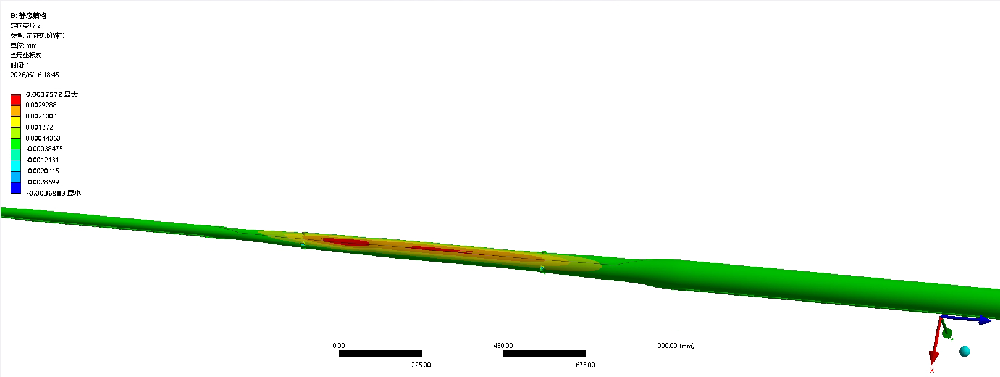 B: 静态结构
定向变形 2
类型: 定向变形(Y轴)
单位: mm
全局坐标系
时间: 1
2026/6/16 18:45
0.0037572 最大
0.0029288
0.0021004
0.001272
0.00044363
-0.00038475
-0.0012131
-0.0020415
-0.0028699
-0.0036983 最小
0.00
450.00
900.00 (mm)
225.00
675.00
Y
X